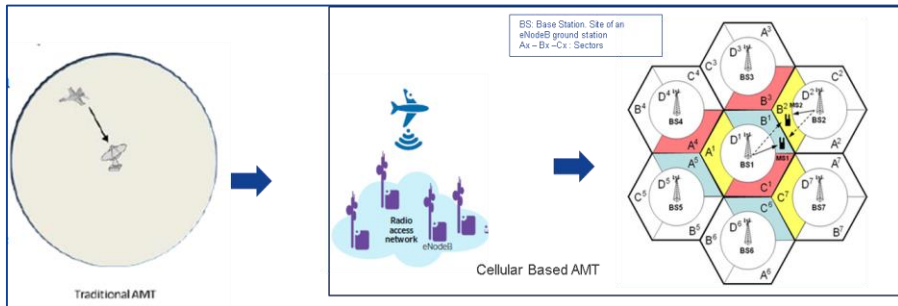 BS: Base Station. Site of an
eNodeB ground station
Ax – Bx –Cx : Sectors
Traditional AMT
Radio
access
network
eNodeB
Cellular Based AMT
A3
D3
C3
BS3
B3
C4
D4
B4
BS4
A4
C2
B2
MS2
D2
BS2
A2
B1
D1
A1
BS1
MS1
C1
A5
D5
C5
BS5
B5
A7
D7
C7
BS7
B7
C6
D6
B6
BS6
A6